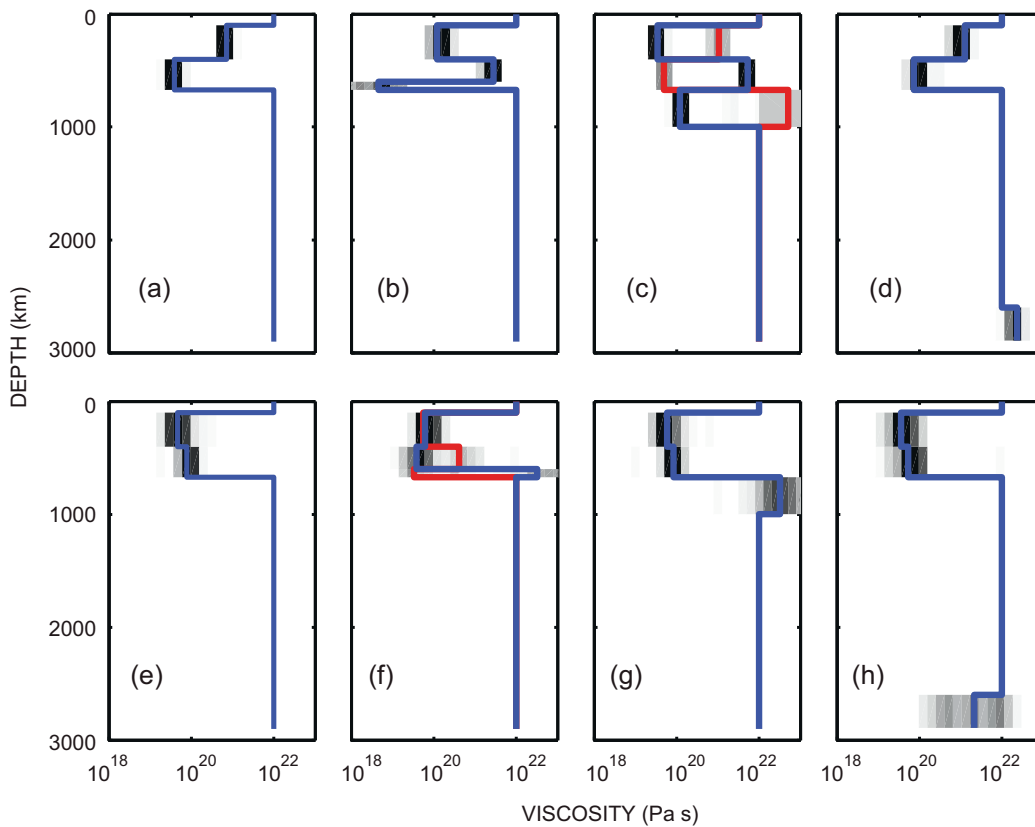 0
1000
2000
3000
(a)
(b)
(c)
(d)
DEPTH (km)
0
1000
2000
3000
(e)
(f)
(g)
(h)
10^18 10^20 10^22 10^18 10^20 10^22 10^18 10^20 10^22 10^18 10^20 10^22
VISCOSITY (Pa s)